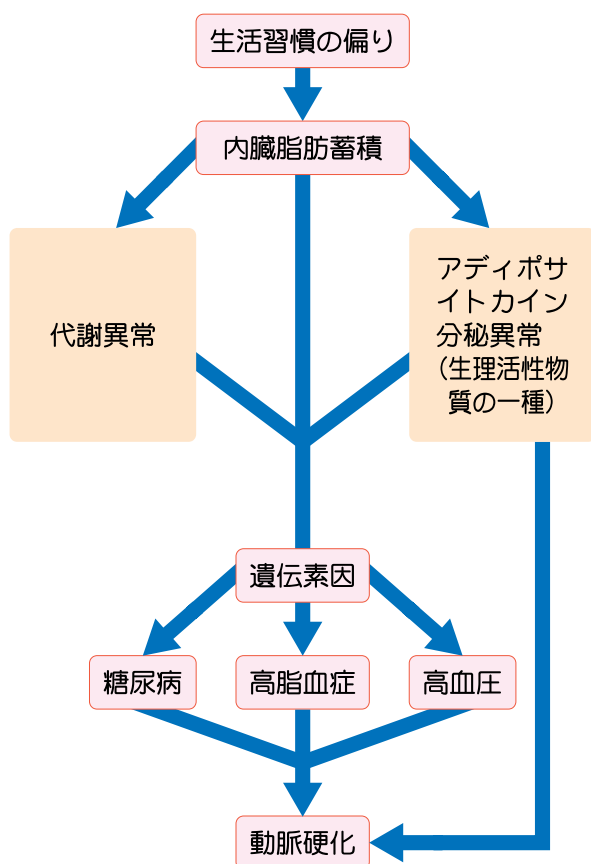 生活習慣の偏り
内臓脂肪蓄積
代謝異常
アディポサ
イトカイン
分秘異常
（生理活性物
質の一種）
遺伝素因
糖尿病
高脂血症
高血圧
動脈硬化